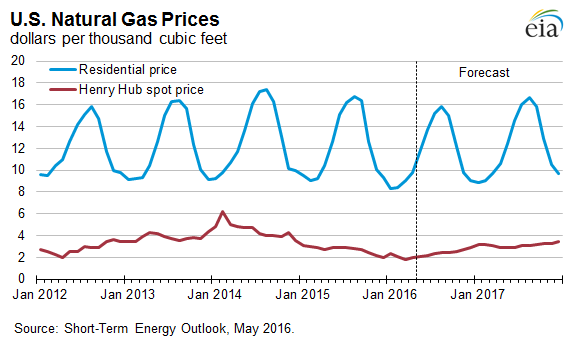 U.S. Natural Gas Prices
dollars per thousand cubic feet
eia
20
Residential price
Henry Hub spot price
Forecast
18
16
14
12
10
8
6
4
2
0
Jan 2012
Jan 2013
Jan 2014
Jan 2015
Jan 2016
Jan 2017
Source: Short-Term Energy Outlook, May 2016.